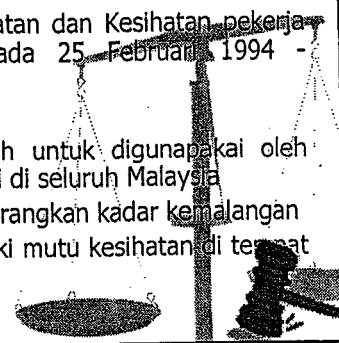 atan dan Kesihatan pekerja
ada 25 Februari 1994 -
h untuk digunapakai oleh
i di seluruh Malaysia
rangkan kadar kemalangan
ki mutu kesihatan di tempat